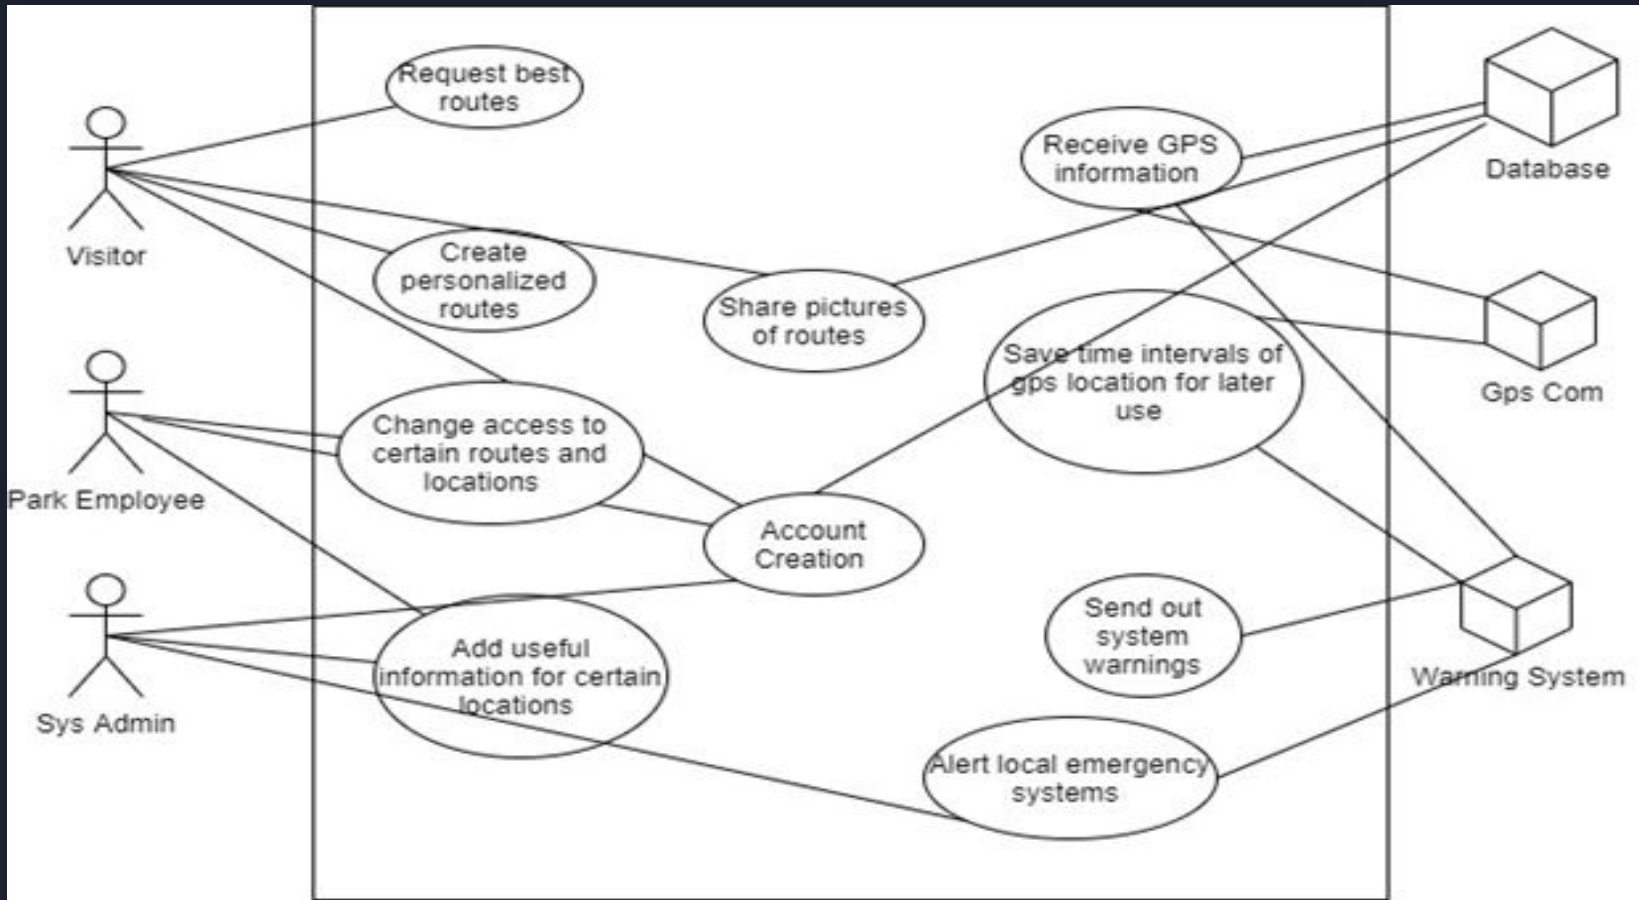 Request best
routes
Receive GPS
information
Database
Visitor
Create
personalized
routes
Share pictures
of routes
Save time intervals of
gps location for later
use
Gps Com
Change access to
certain routes and
locations
Park Employee
Account
Creation
Send out
system
warnings
Warning System
Add useful
information for certain
locations
Sys Admin
Alert local emergency
systems